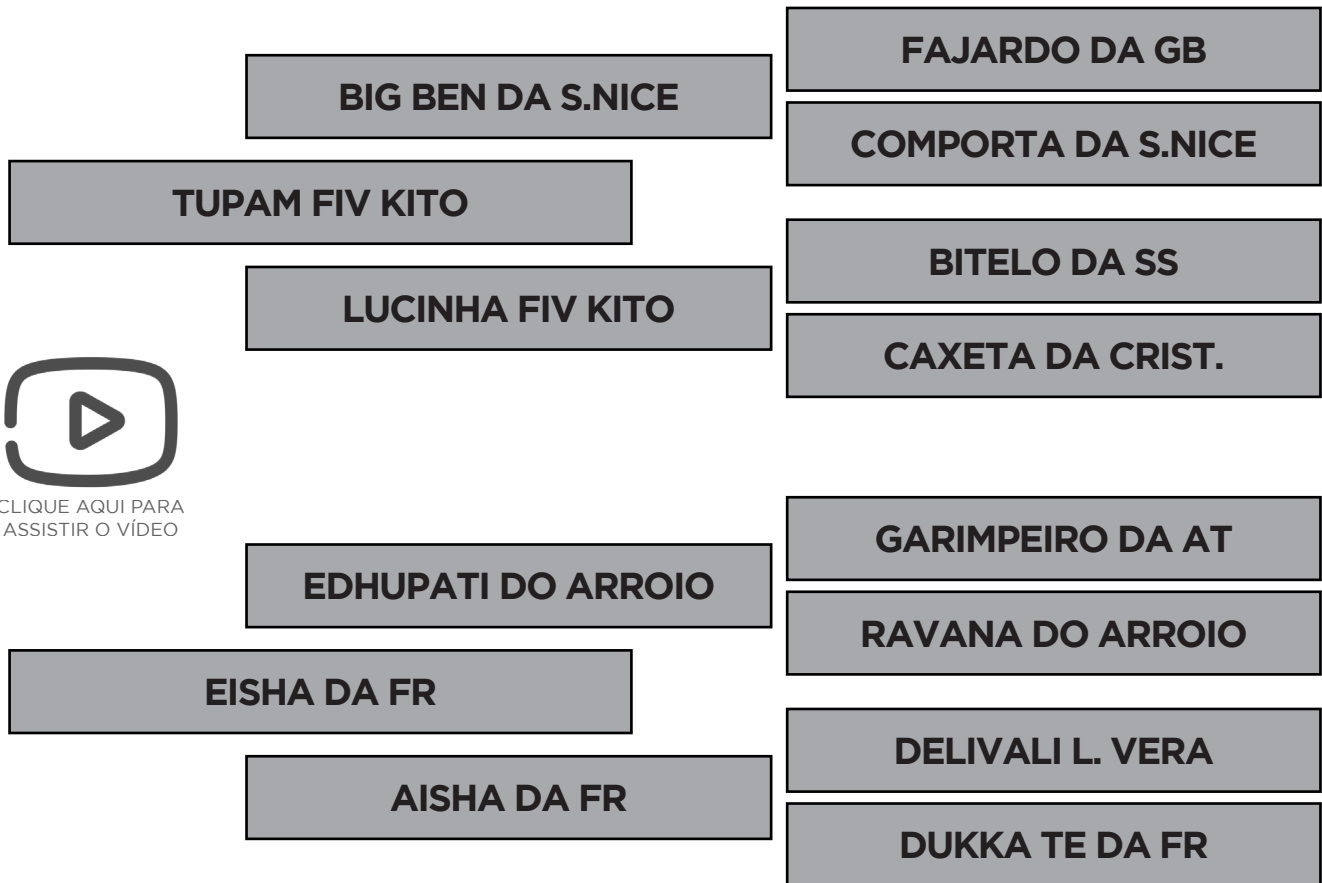 FAJARDO DA GB
BIG BEN DA S.NICE
COMPORTA DA S.NICE
TUPAM FIV KITO
BITELO DA SS
LUCINHA FIV KITO
CAXETA DA CRIST.
CLIQUE AQUI PARA
ASSISTIR O VÍDEO
GARIMPEIRO DA AT
EDHUPATI DO ARROIO
RAVANA DO ARROIO
EISHA DA FR
DELIVALI L. VERA
AISHA DA FR
DUKKA TE DA FR